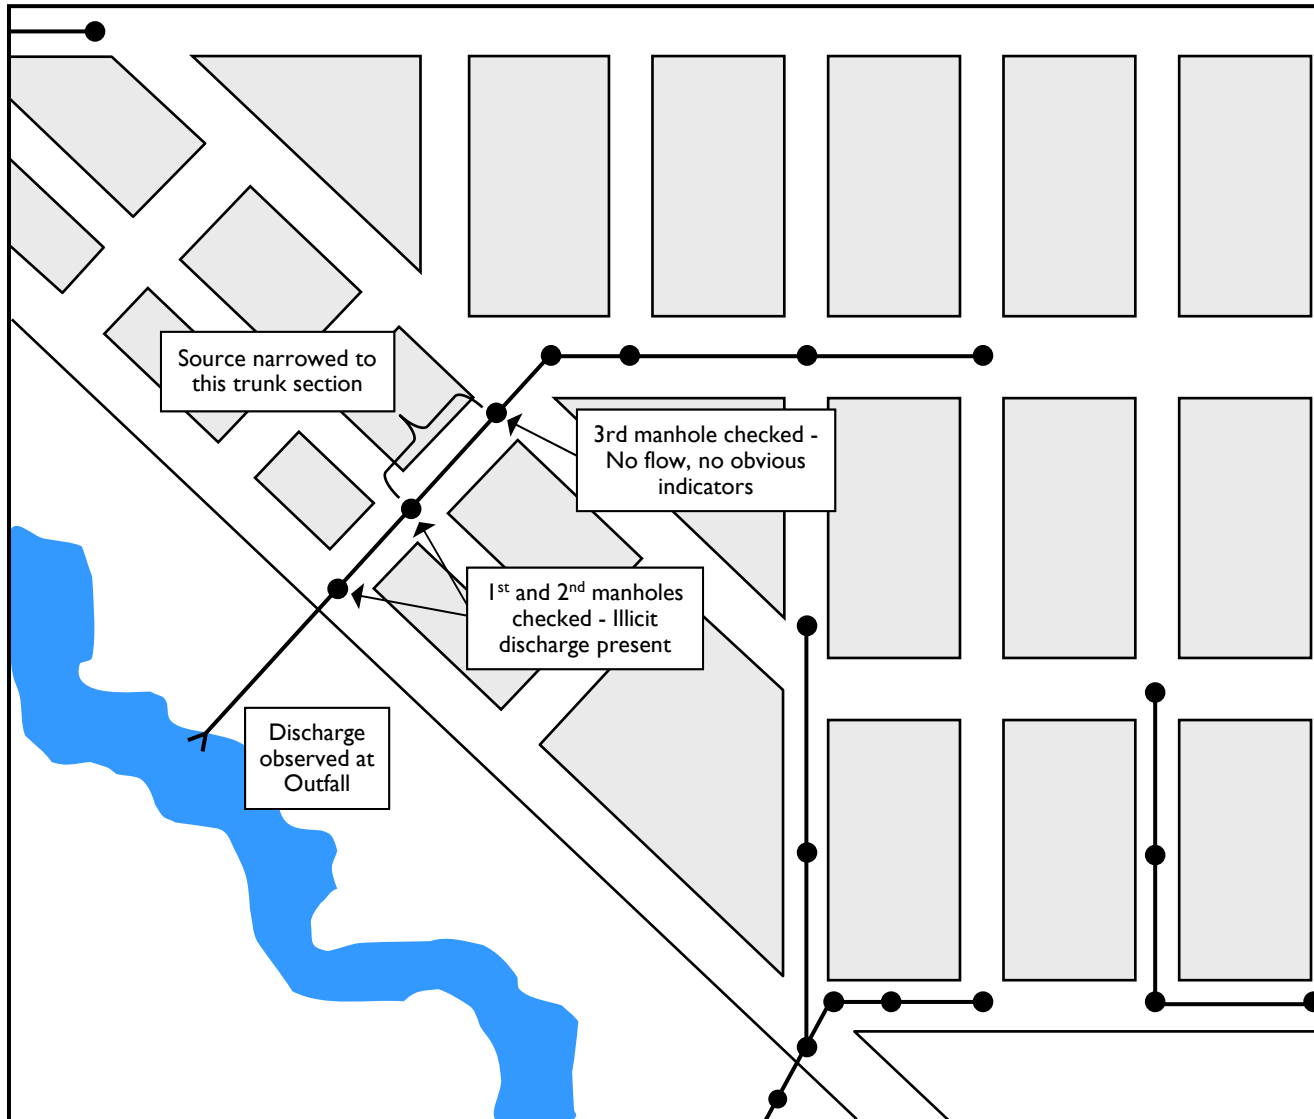 Source narrowed to
this trunk section
3rd manhole checked -
No flow, no obvious
indicators
1st and 2nd manholes
checked - Illicit
discharge present
Discharge
observed at
Outfall